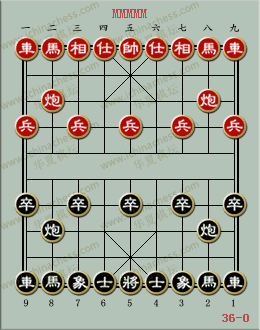 MMMMM
一 二 三 四 五 六 七 八 九
車 馬 相 仕 帥 仕 相 馬 車
炮 炮
兵 兵 兵 兵 兵
卒 卒 卒 卒 卒
炮 炮
車 馬 象 士 將 士 象 馬 車
9 8 7 6 5 4 3 2 1
36-0